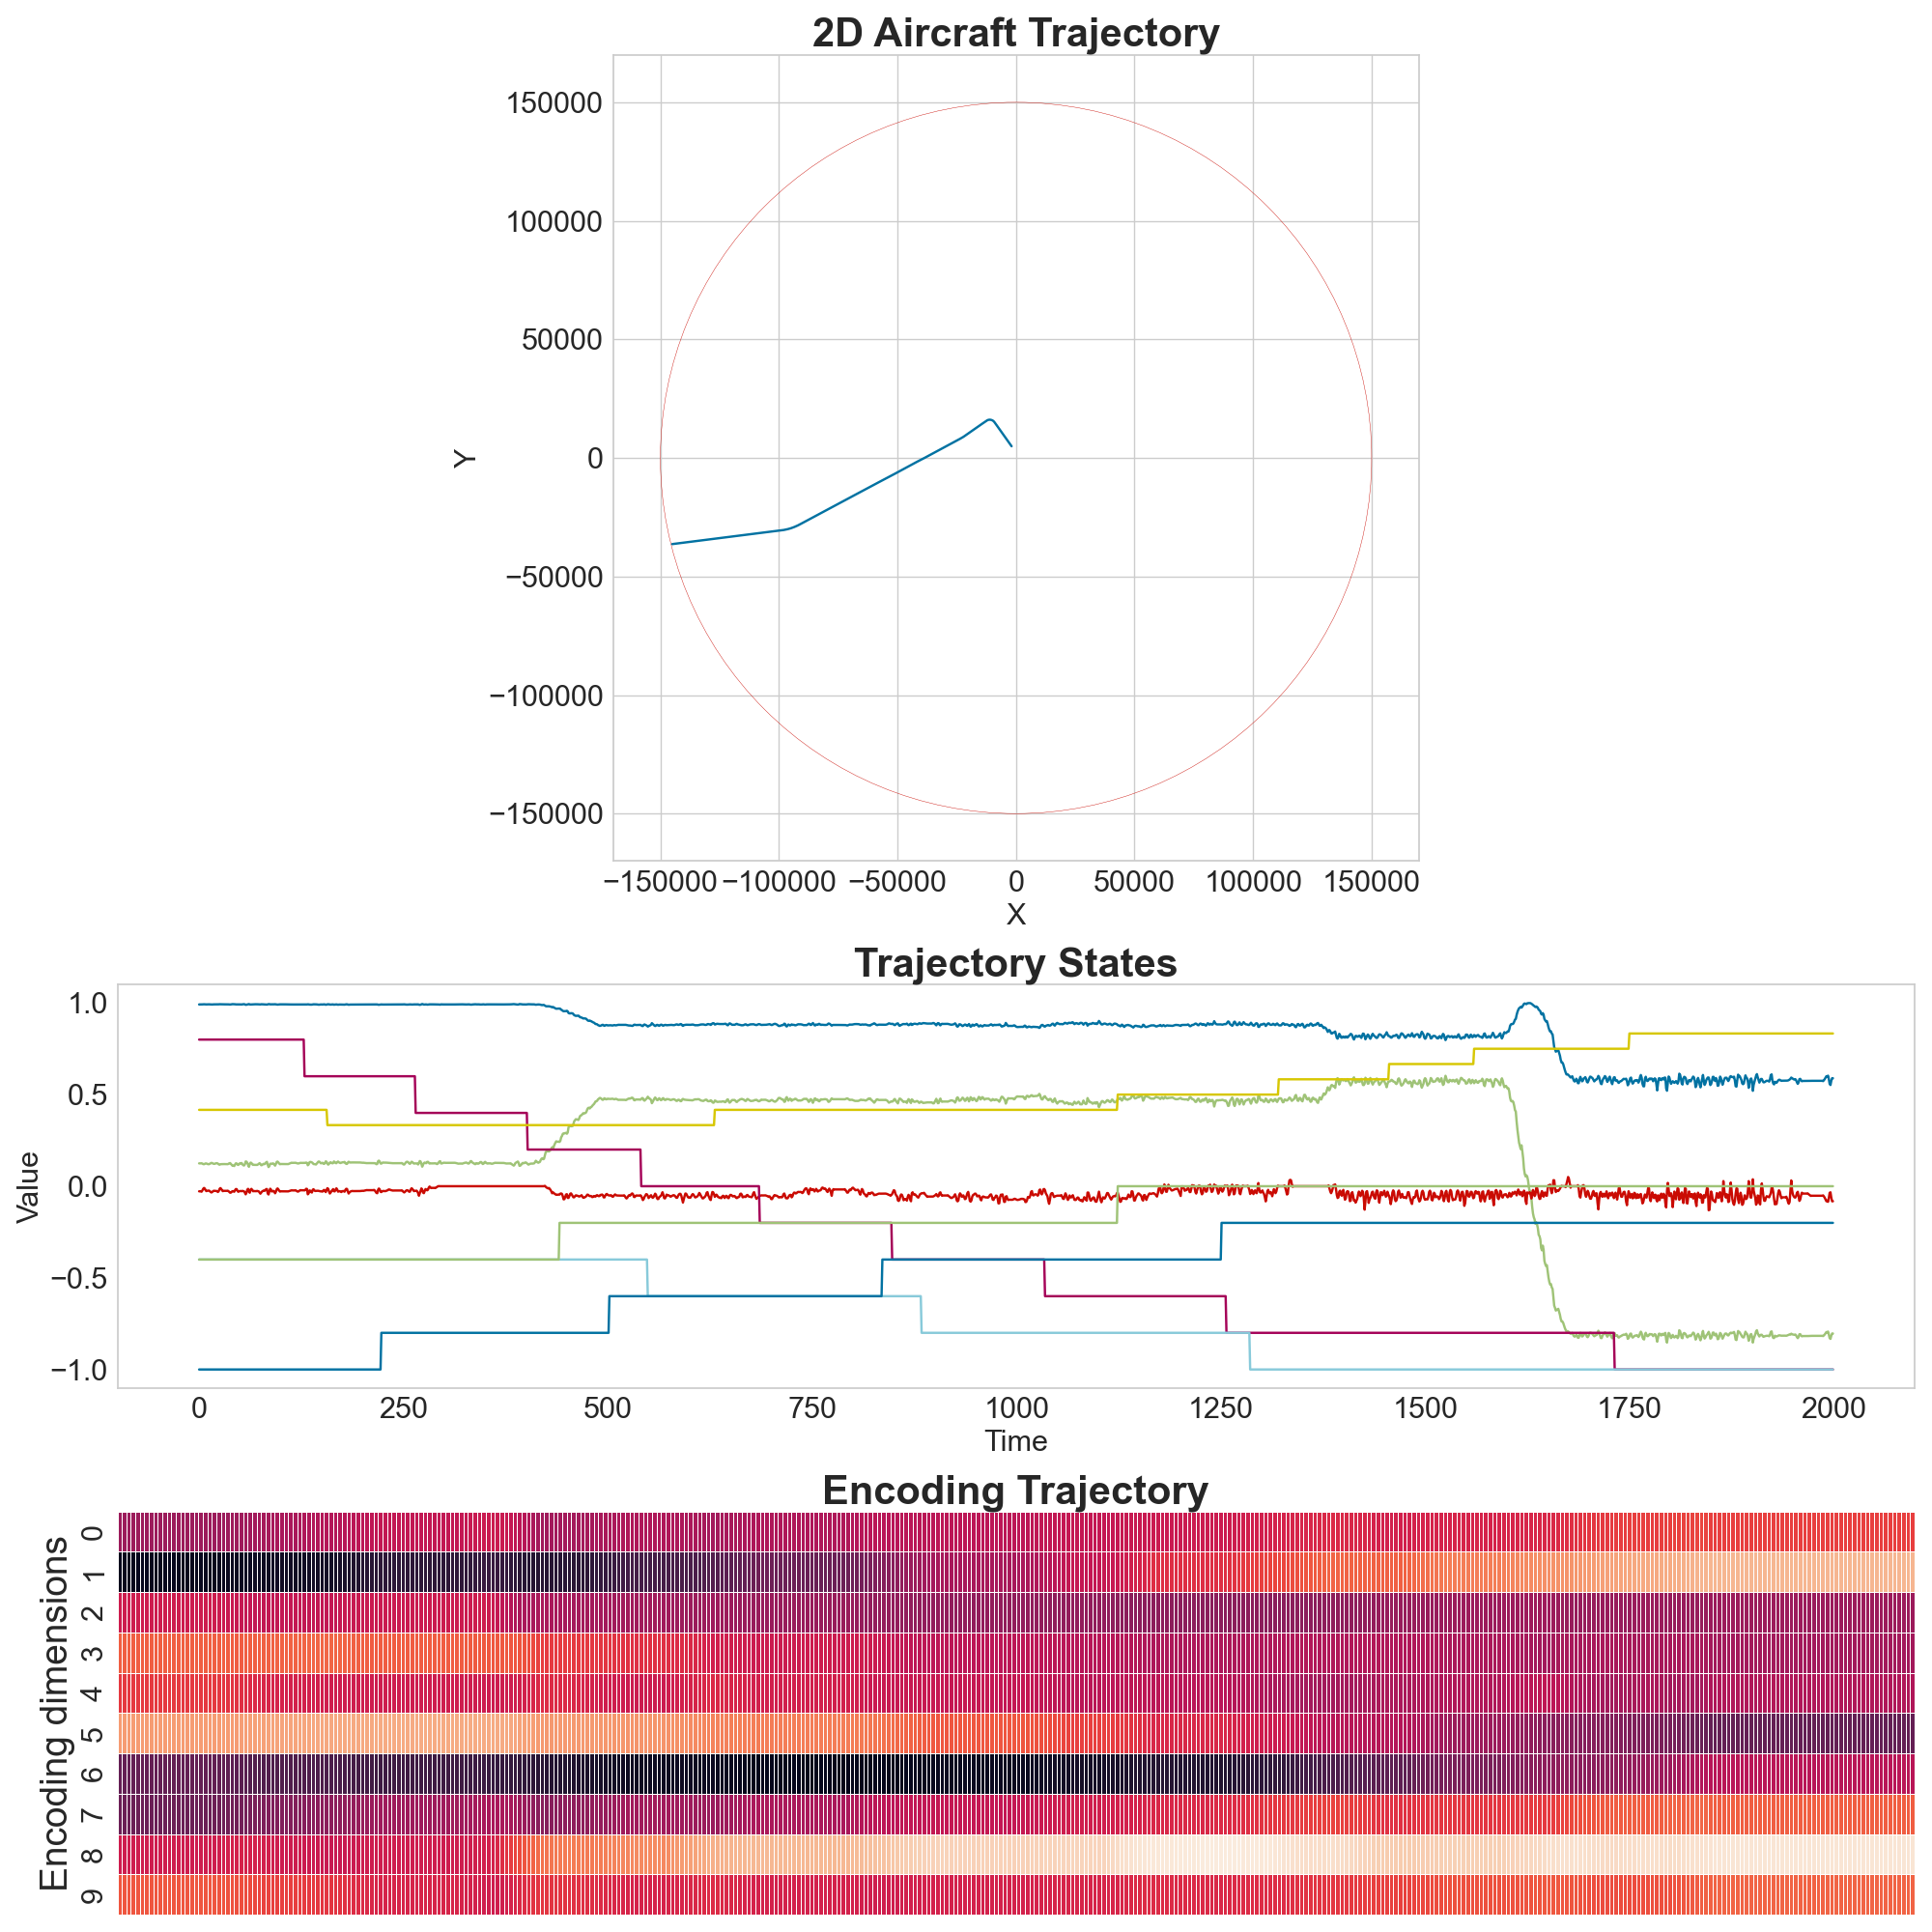 2D Aircraft Trajectory
150000
100000
50000
0
−50000
−100000
−150000
Y
−150000 −100000 −50000 0 50000 100000 150000
X
Trajectory States
1.0
0.5
0.0
−0.5
−1.0
Value
0 250 500 750 1000 1250 1500 1750 2000
Time
Encoding Trajectory
Encoding dimensions
0
1
2
3
4
5
6
7
8
9